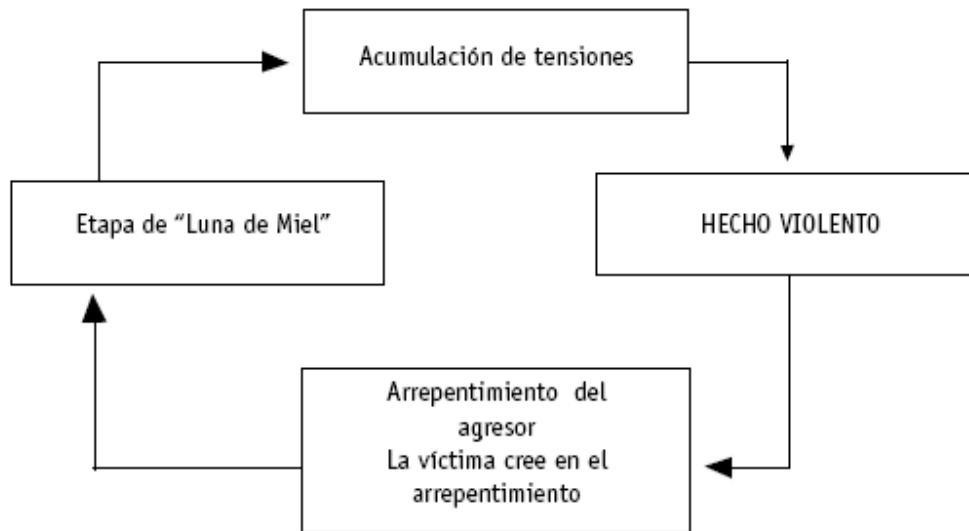 Acumulación de tensiones
Etapa de “Luna de Miel”
HECHO VIOLENTO
Arrepentimiento del
agresor
La víctima cree en el
arrepentimiento